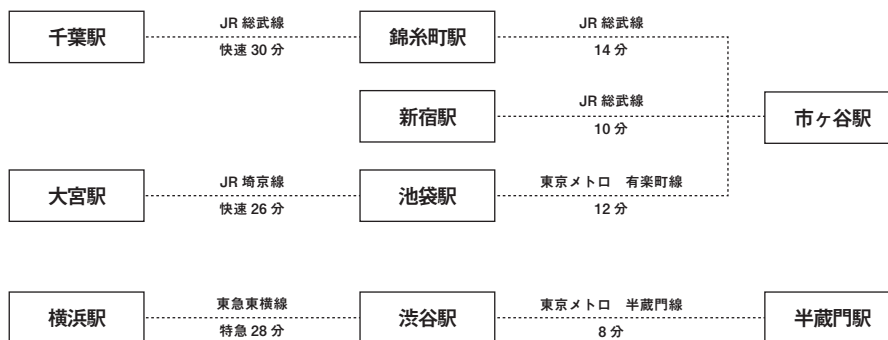 千葉駅
JR 総武線
快速 30 分
錦糸町駅
JR 総武線
14 分
新宿駅
JR 総武線
10 分
市ヶ谷駅
大宮駅
JR 埼京線
快速 26 分
池袋駅
東京メトロ　有楽町線
12 分
横浜駅
東急東横線
特急 28 分
渋谷駅
東京メトロ　半蔵門線
8 分
半蔵門駅